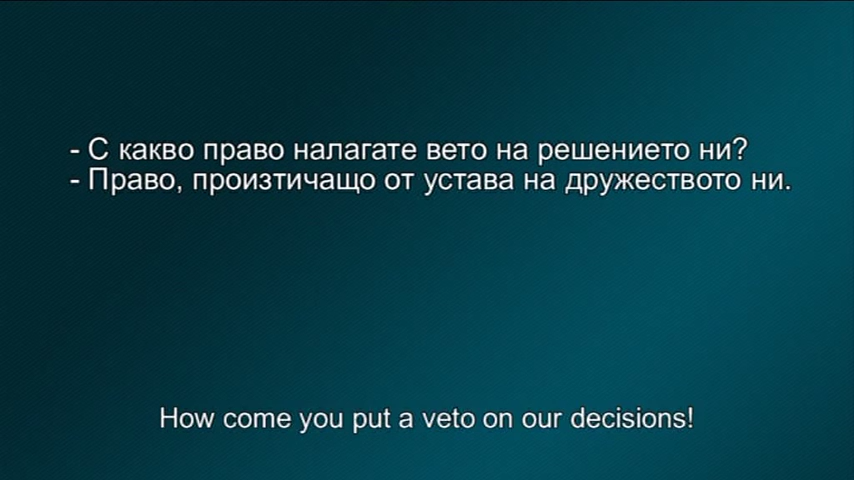 - С какво право налагате вето на решението ни?
- Право, произтичащо от устава на дружеството ни.
How come you put a veto on our decisions!